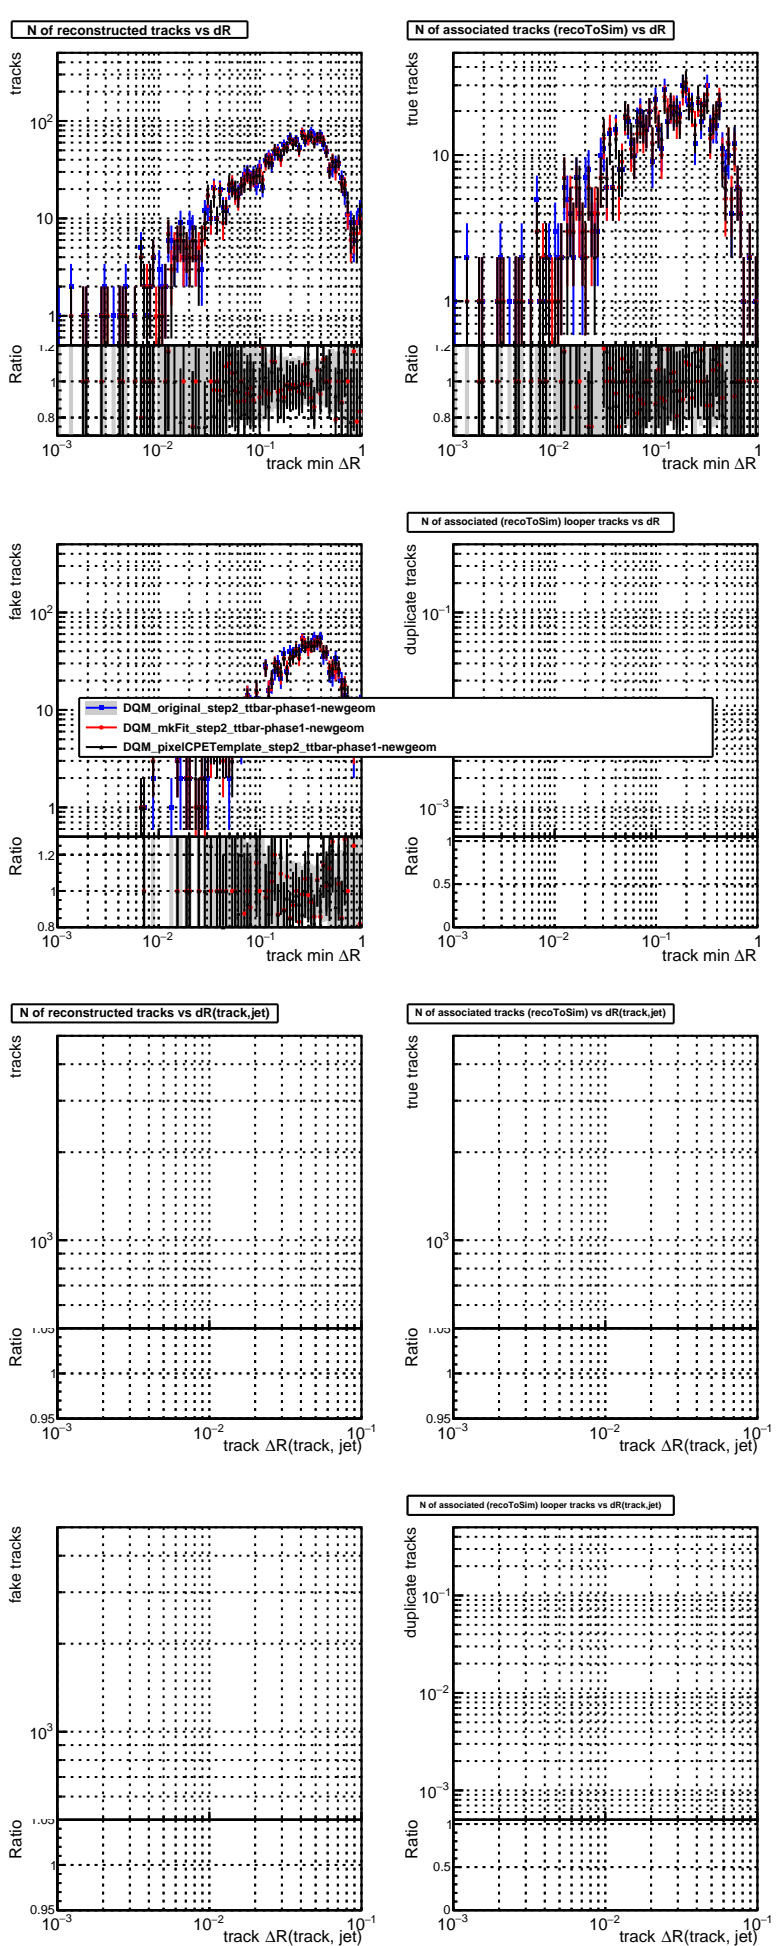 N of reconstructed tracks vs dR
tracks
10²
10
1
Ratio
1.2
1
0.8
10⁻³
10⁻²
10⁻¹
1
track min ΔR
N of associated tracks (recoToSim) vs dR
true tracks
10
1
Ratio
1.2
1
0.8
10⁻³
10⁻²
10⁻¹
1
track min ΔR
fake tracks
10²
10
1
Ratio
1.2
1
0.8
10⁻³
10⁻²
10⁻¹
1
track min ΔR
N of associated (recoToSim) looper tracks vs dR
duplicate tracks
10⁻¹
10⁻³
Ratio
1
0.5
0
10⁻³
10⁻²
10⁻¹
1
track min ΔR
DQM_original_step2_ttbar-phase1-newgeom
DQM_mkFit_step2_ttbar-phase1-newgeom
DQM_pixelCPETemplate_step2_ttbar-phase1-newgeom
N of reconstructed tracks vs dR(track,jet)
tracks
10³
Ratio
1.05
1
0.95
10⁻³
10⁻²
10⁻¹
track ΔR(track, jet)
N of associated tracks (recoToSim) vs dR(track,jet)
true tracks
10³
Ratio
1.05
1
0.95
10⁻³
10⁻²
10⁻¹
track ΔR(track, jet)
fake tracks
10³
Ratio
1.05
1
0.95
10⁻³
10⁻²
10⁻¹
track ΔR(track, jet)
N of associated (recoToSim) looper tracks vs dR(track,jet)
duplicate tracks
10⁻¹
10⁻²
10⁻³
Ratio
1
0.5
0
10⁻³
10⁻²
10⁻¹
track ΔR(track, jet)